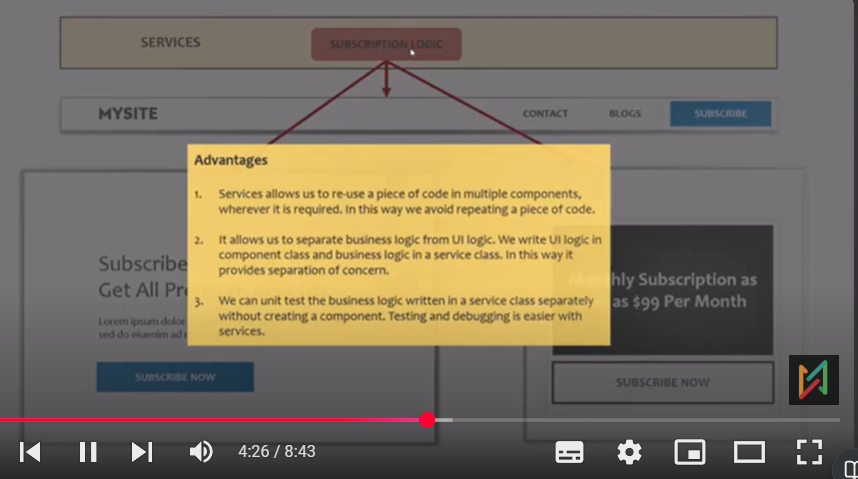 SERVICES
SUBSCRIPTION LOGIC
MYSITE
CONTACT
BLOGS
SUBSCRIBE
Advantages
1. Services allows us to re-use a piece of code in multiple components,
wherever it is required. In this way we avoid repeating a piece of code.
2. It allows us to separate business logic from UI logic. We write UI logic in
component class and business logic in a service class. In this way it
provides separation of concern.
3. We can unit test the business logic written in a service class separately
without creating a component. Testing and debugging is easier with
services.
Subscribe
Get All
Lorem ipsum dolor
sed do eluenim ad
SUBSCRIBE NOW
Subscription as
as $99 Per Month
SUBSCRIBE NOW
4:26 / 8:43